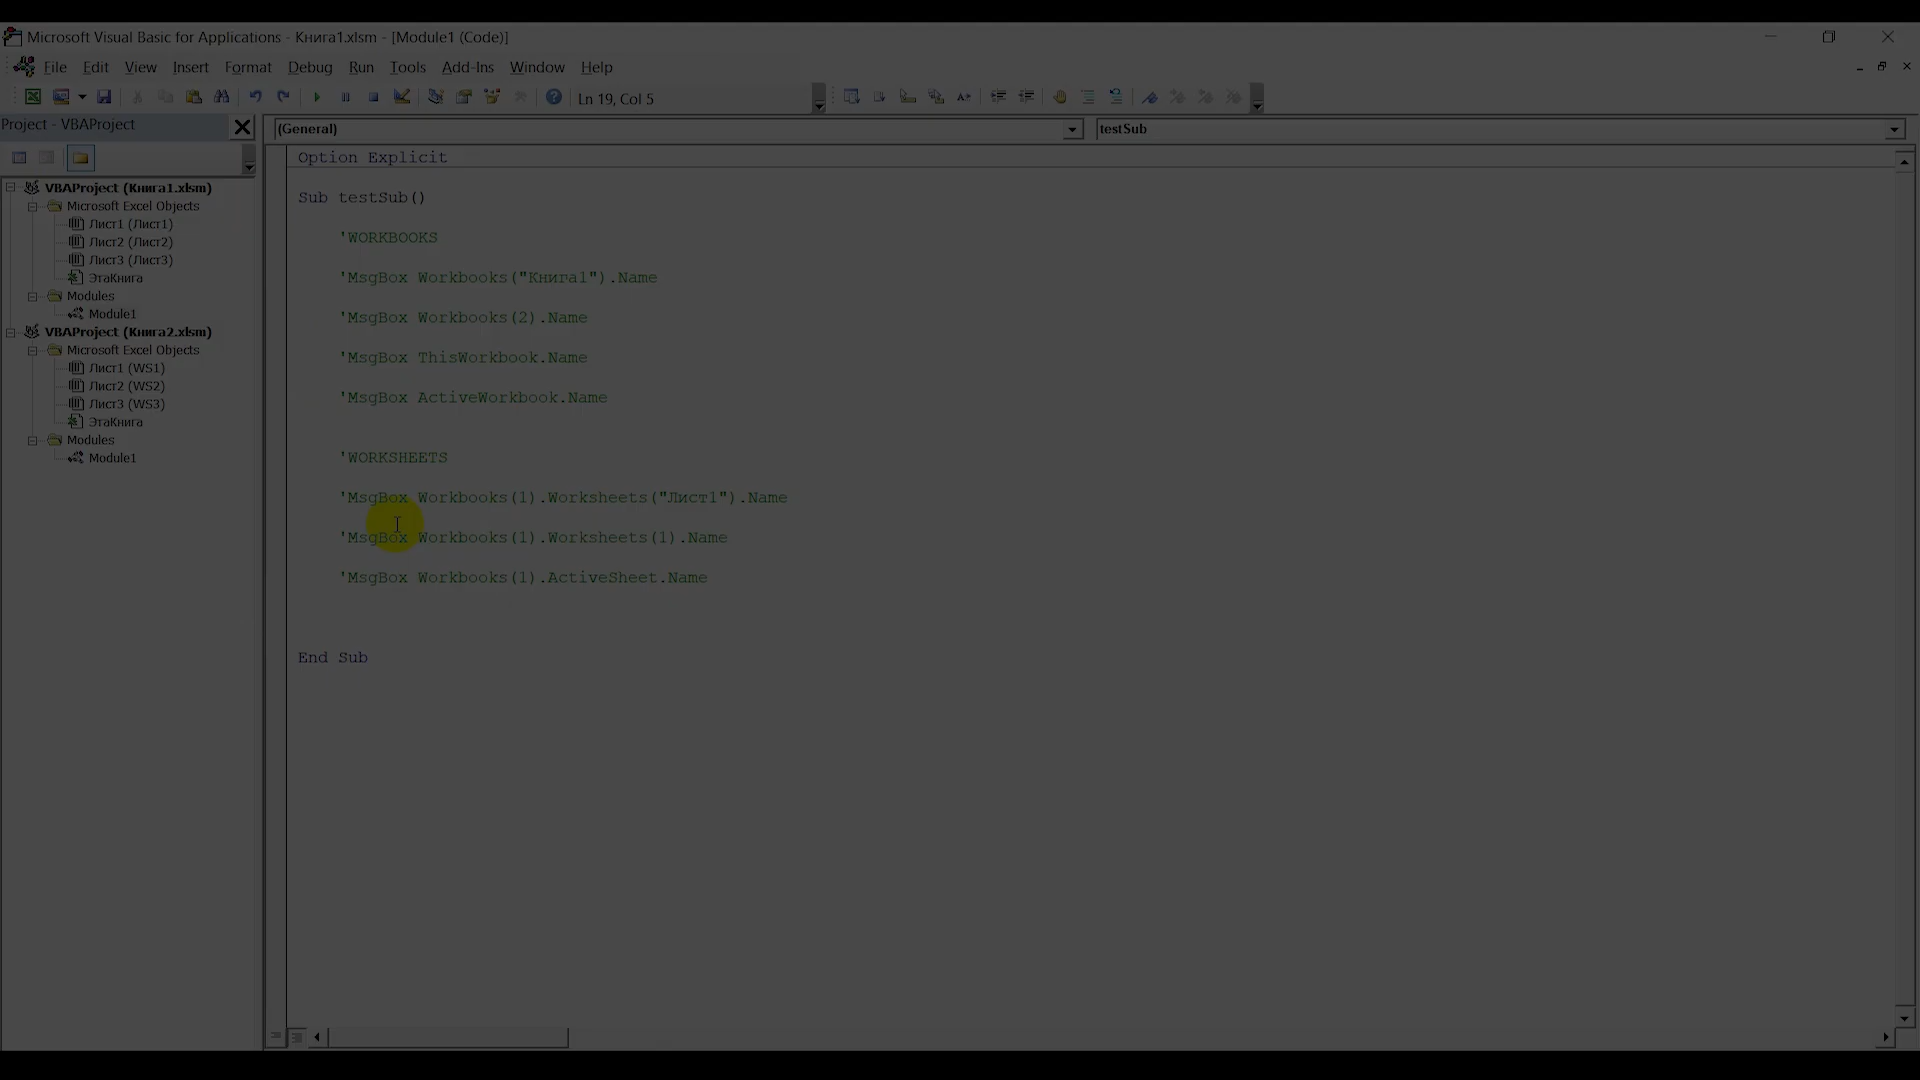 Microsoft Visual Basic for Applications - Книга1.xlsm - [Module1 (Code)]
File Edit View Insert Format Debug Run Tools Add-Ins Window Help
Ln 19, Col 5
Project - VBAProject
(General)
testSub
VBAProject (Книга1.xlsm)
Microsoft Excel Objects
Лист1 (Лист1)
Лист2 (Лист2)
Лист3 (Лист3)
ЭтаКнига
Modules
Module1
VBAProject (Книга2.xlsm)
Microsoft Excel Objects
Лист1 (WS1)
Лист2 (WS2)
Лист3 (WS3)
ЭтаКнига
Modules
Module1
Option Explicit
Sub testSub()
'WORKBOOKS
'MsgBox Workbooks("Книга1").Name
'MsgBox Workbooks(2).Name
'MsgBox ThisWorkbook.Name
'MsgBox ActiveWorkbook.Name
'WORKSHEETS
'MsgBox Workbooks(1).Worksheets("Лист1").Name
'MsgBox Workbooks(1).Worksheets(1).Name
'MsgBox Workbooks(1).ActiveSheet.Name
End Sub